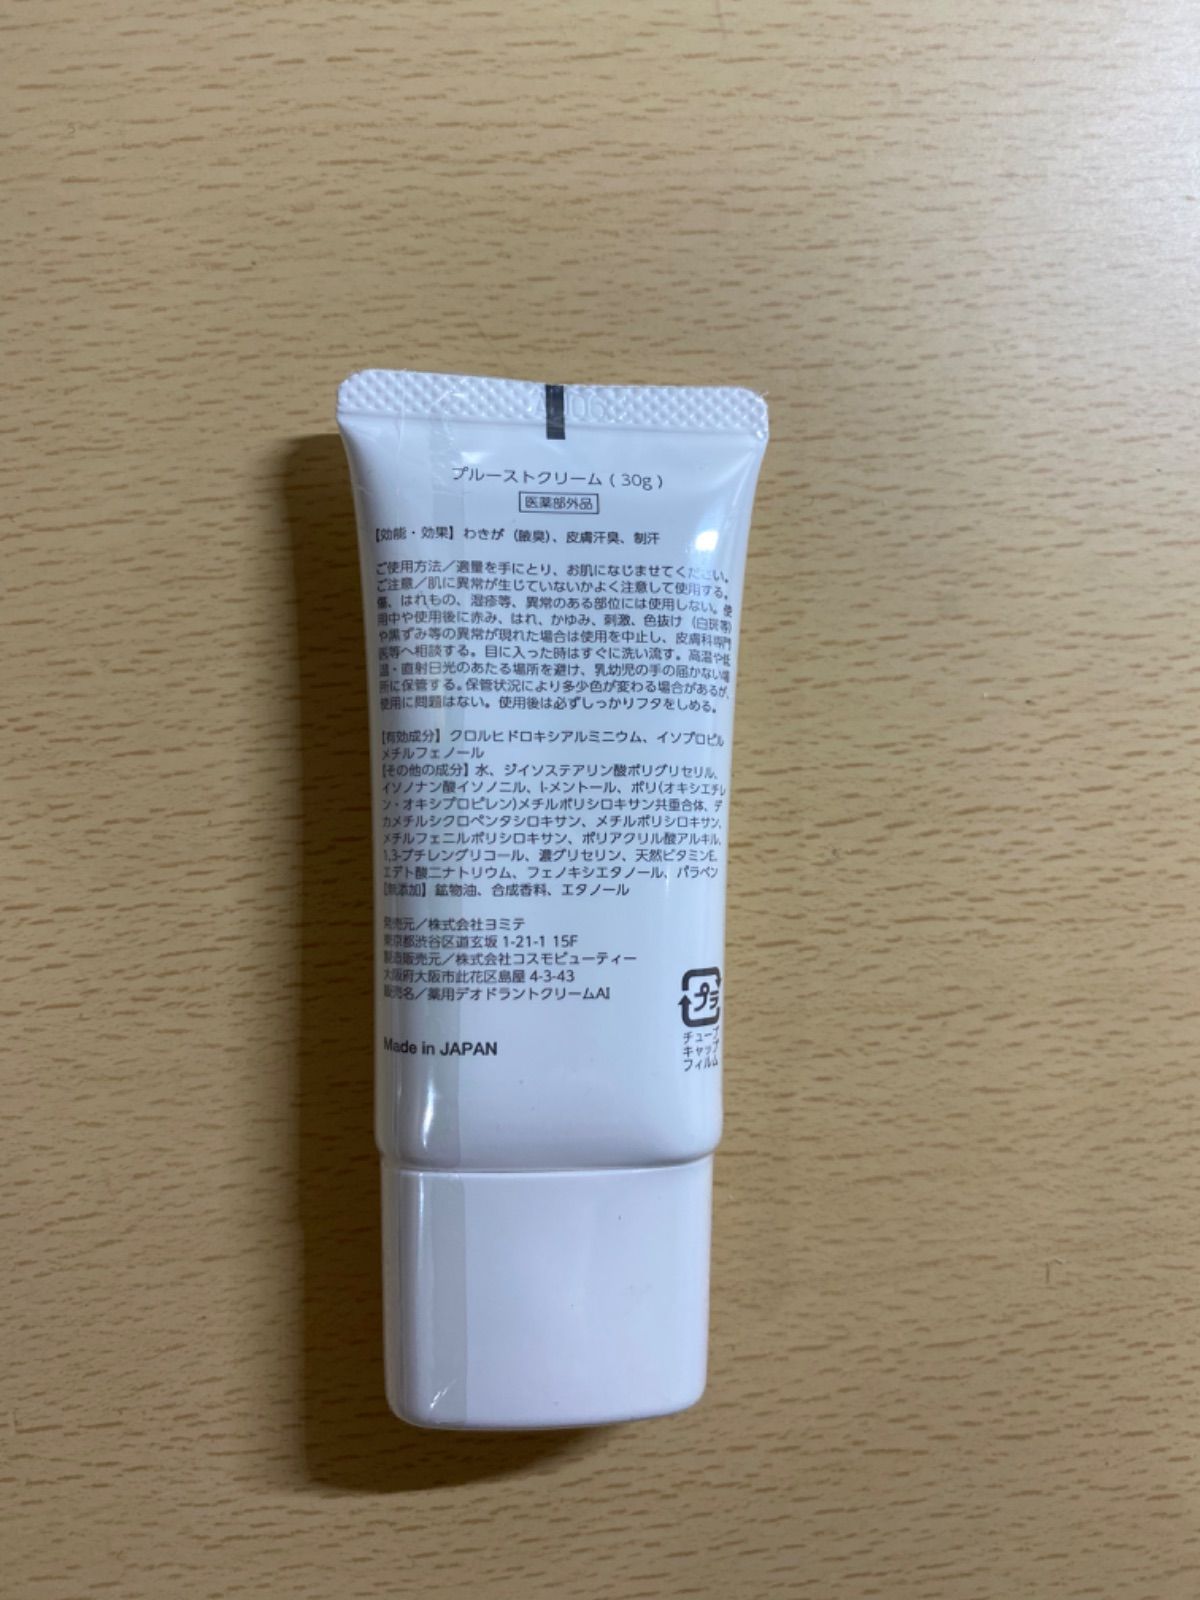 プルーストクリーム(30g)
医薬部外品
【効能・効果】わきが(腋臭)、皮膚汗臭、制汗
ご使用方法/適量を手にとり、お肌になじませてください。
ご注意/肌に異常が生じていないかよく注意して使用する。
傷、はれもの、湿疹等、異常のある部位には使用しない。使
用中や使用後に赤み、はれ、かゆみ、刺激、色抜け(白斑等)
や黒ずみ等の異常が現れた場合は使用を中止し、皮膚科専門
医等へ相談する。目に入った時はすぐに洗い流す。高温や低
温・直射日光のあたる場所を避け、乳幼児の手の届かない場
所に保管する。保管状況により多少色が変わる場合があるが、
使用に問題はない。使用後は必ずしっかりフタをしめる。
【有効成分】クロルヒドロキシアルミニウム、イソプロピル
メチルフェノール
【その他の成分】水、ジイソステアリン酸ポリグリセリル、
イソノナン酸イソノニル、l-メントール、ポリ(オキシエチレ
ン・オキシプロピレン)メチルポリシロキサン共重合体、デ
カメチルシクロペンタシロキサン、メチルポリシロキサン、
メチルフェニルポリシロキサン、ポリアクリル酸アルキル、
1,3-ブチレングリコール、濃グリセリン、天然ビタミンE、
エデト酸二ナトリウム、フェノキシエタノール、パラベン
【無添加】鉱物油、合成香料、エタノール
発売元/株式会社ヨミテ
東京都渋谷区道玄坂 1-21-1 15F
製造販売元/株式会社コスモビューティー
大阪府大阪市此花区島屋 4-3-43
販売名/薬用デオドラントクリームAI
Made in JAPAN
プラ
チューブ
キャップ
フィルム